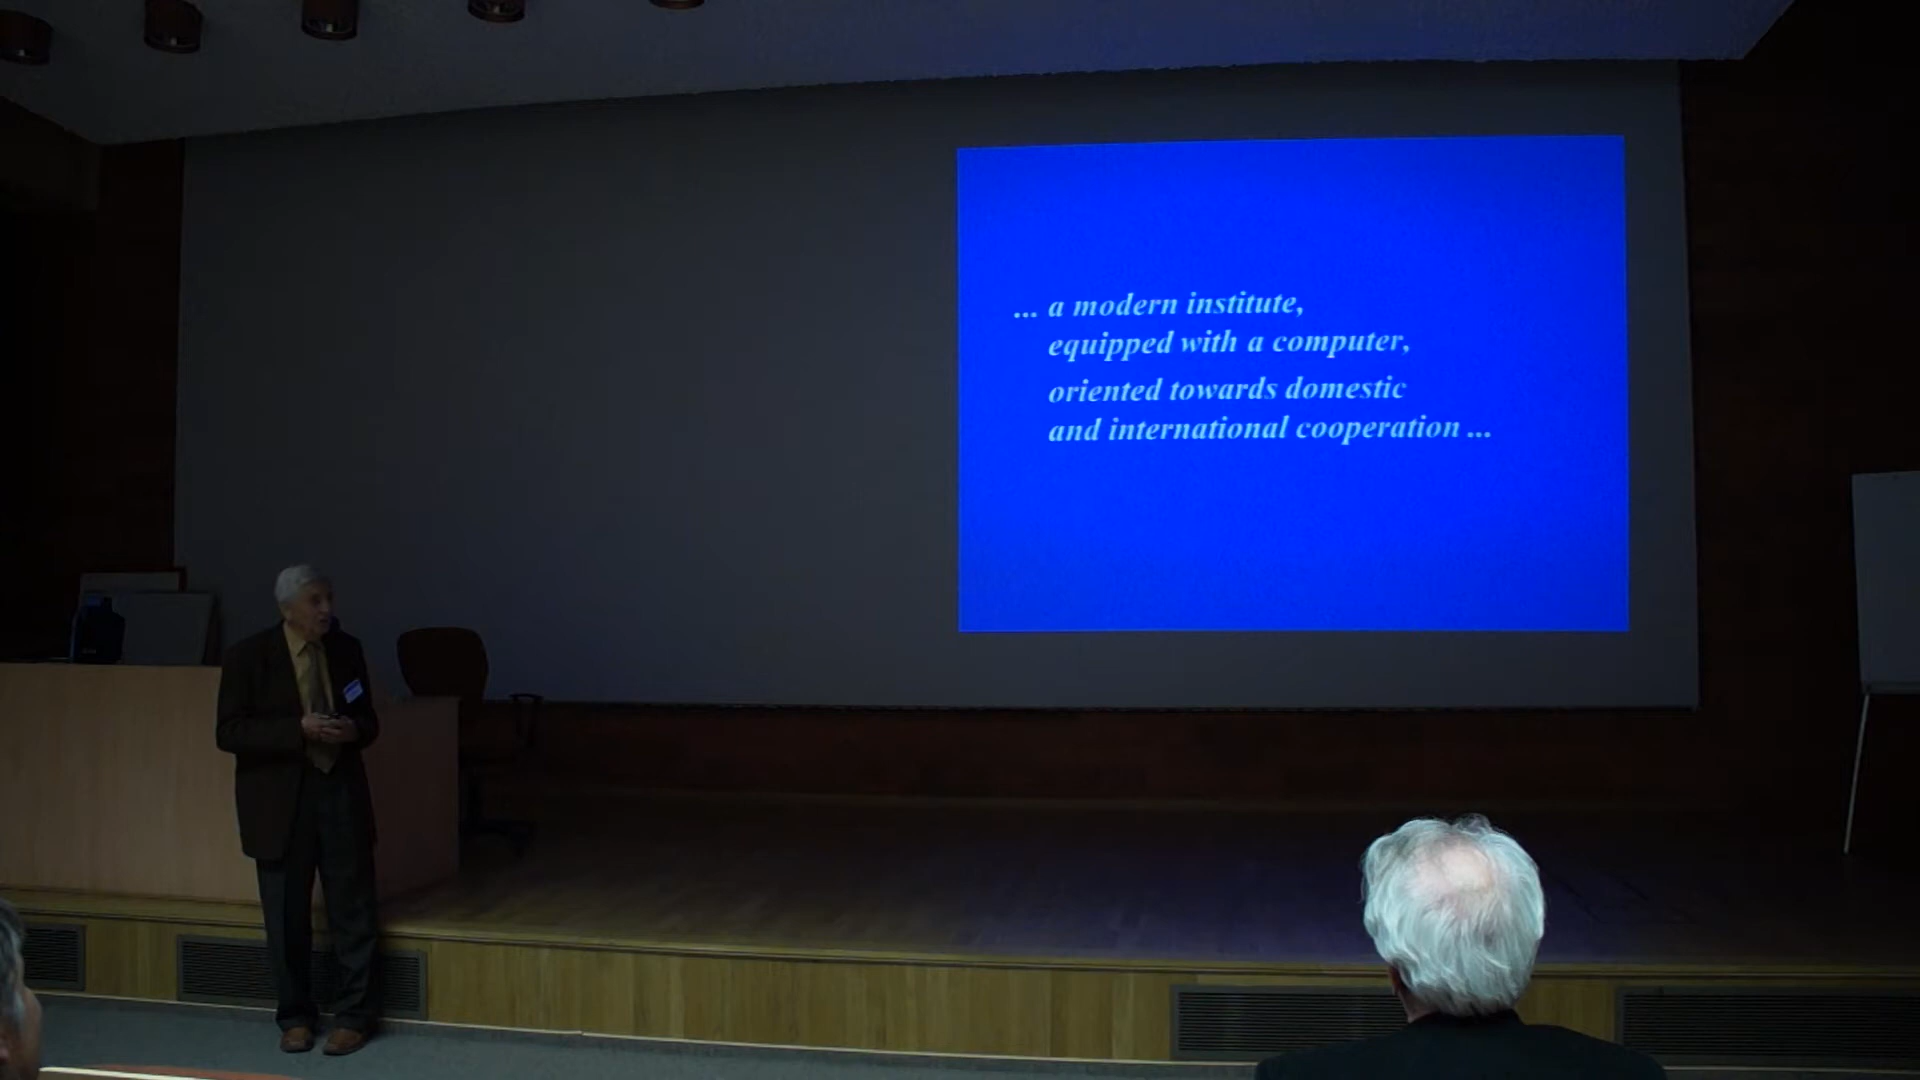 ... a modern institute,
equipped with a computer,
oriented towards domestic
and international cooperation ...